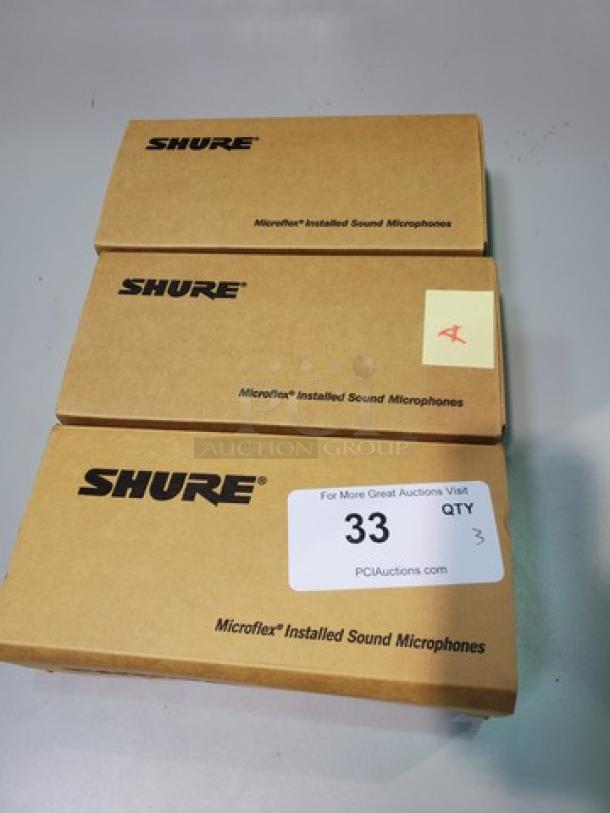 SHURE®
Microflex® Installed Sound Microphones
SHURE®
A
Microflex® Installed Sound Microphones
PCI
AUCTION GROUP
SHURE®
For More Great Auctions Visit
33
QTY
3
PCIAuctions.com
Microflex® Installed Sound Microphones